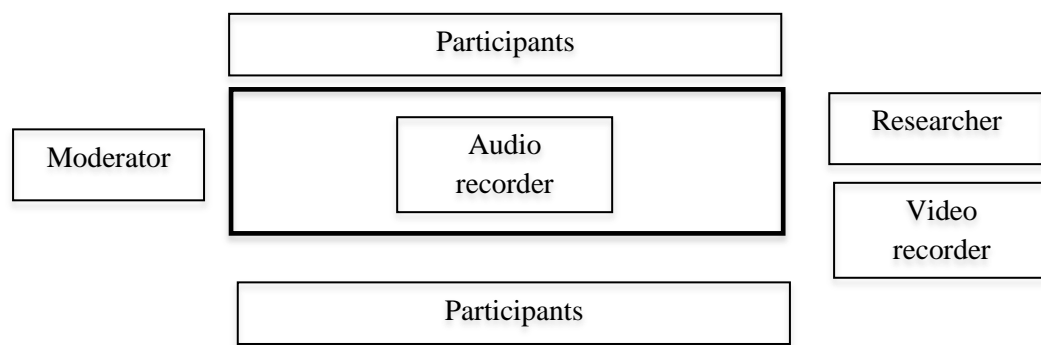 Participants
Moderator
Audio
recorder
Researcher
Video
recorder
Participants